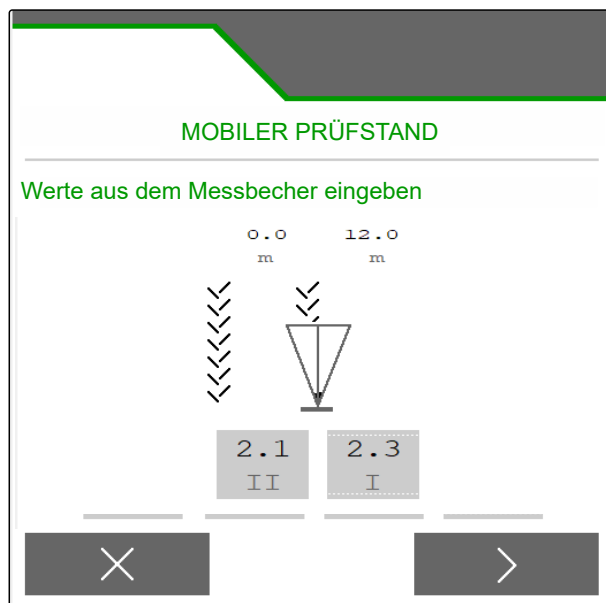 MOBILER PRÜFSTAND
Werte aus dem Messbecher eingeben
0.0 12.0
m m
2.1 2.3
II I